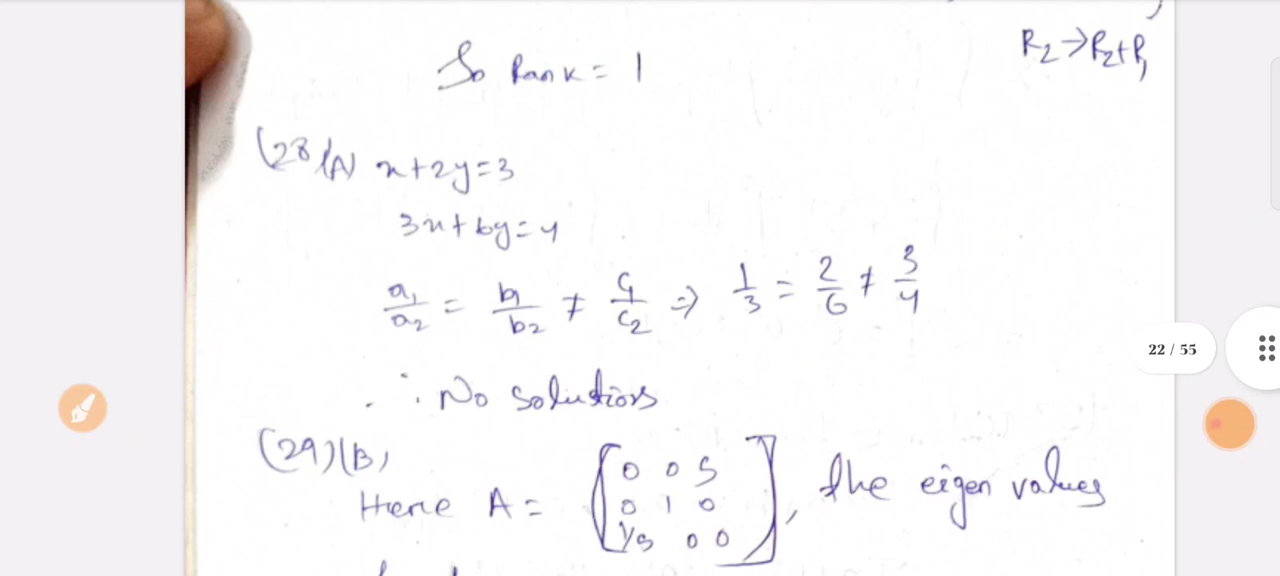 R₂→R₂+R₁
So Rank = 1
(28)(A) x+2y=3
3x+6y=4
a₁/a₂ = b₁/b₂ ≠ c₁/c₂ ⇒ 1/3 = 2/6 ≠ 3/4
∴ No solutions
22 / 55
(29)(B)
Here A = [0 0 5
0 1 0
1/5 0 0], the eigen values